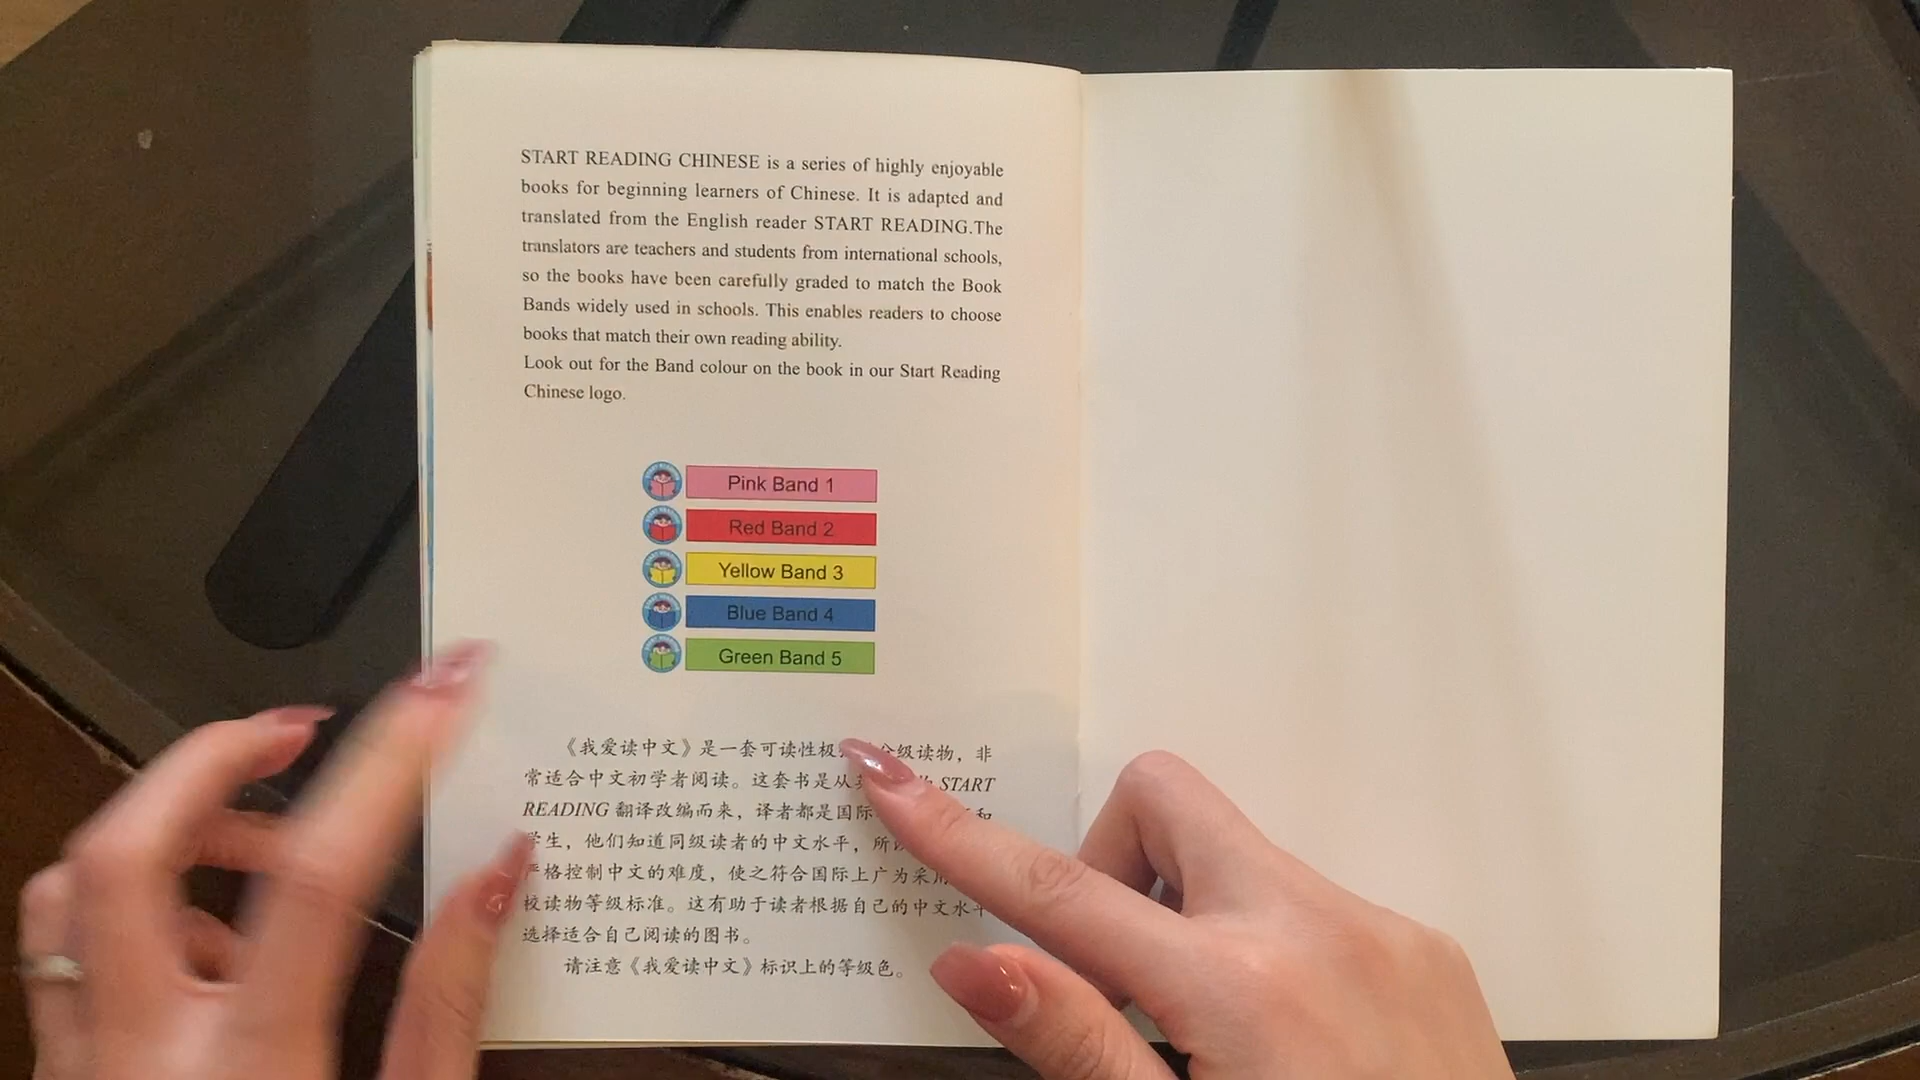 START READING CHINESE is a series of highly enjoyable
books for beginning learners of Chinese. It is adapted and
translated from the English reader START READING.The
translators are teachers and students from international schools,
so the books have been carefully graded to match the Book
Bands widely used in schools. This enables readers to choose
books that match their own reading ability.
Look out for the Band colour on the book in our Start Reading
Chinese logo.
Pink Band 1
Red Band 2
Yellow Band 3
Blue Band 4
Green Band 5
《我爱读中文》是一套可读性极 分级读物，非
常适合中文初学者阅读。这套书是从 START
READING 翻译改编而来，译者都是国际 和
学生，他们知道同级读者的中文水平，
严格控制中文的难度，使之符合国际上广为采用
校读物等级标准。这有助于读者根据自己的中文水平
选择适合自己阅读的图书。
请注意《我爱读中文》标识上的等级色。